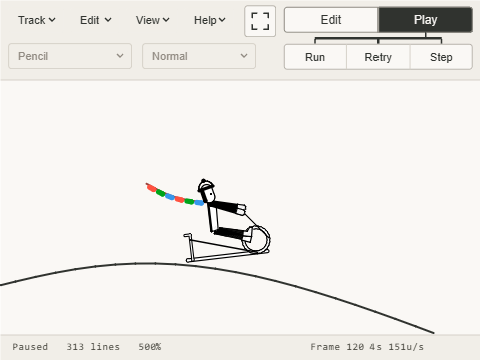 Track Edit View Help Edit Play
Pencil Normal Run Retry Step
Paused 313 lines 500% Frame 120 4s 151u/s